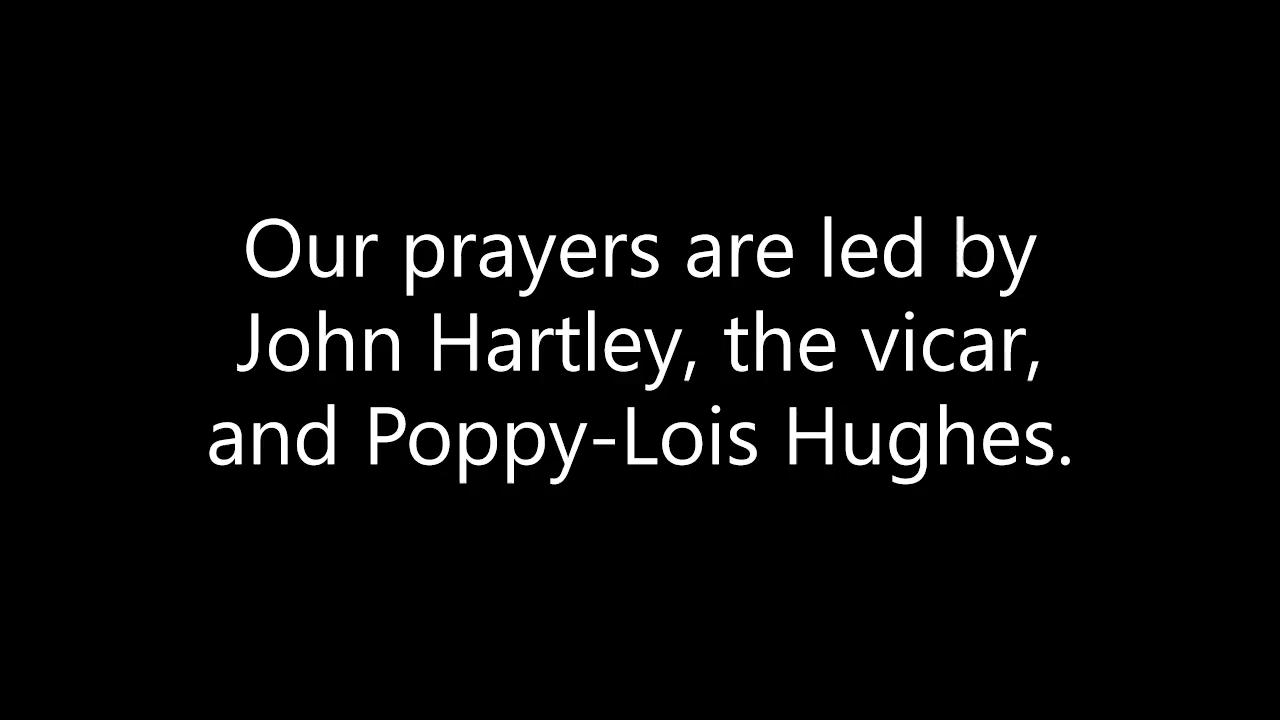 Our prayers are led by
John Hartley, the vicar,
and Poppy-Lois Hughes.